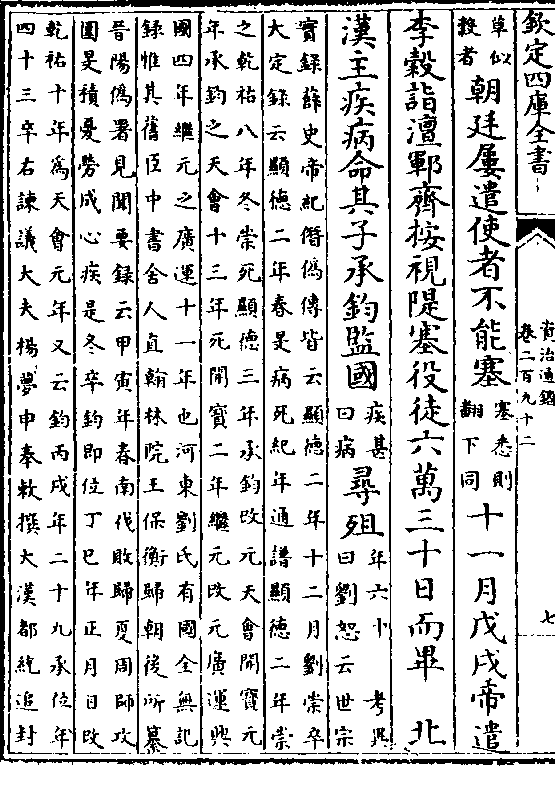 欽定四庫全書
資治通鑑
卷二百九十二
七
草似
投者
朝廷屢遣使者不能塞
塞悉則
翻下同
十一月戊戌帝遣
李穀詣澶鄆齊按視隄塞役徒六萬三十日而畢 北
漢主疾病命其子承鈞監國
疾甚
曰病
尋殂
年六十 考異
曰劉恕云世宗
實錄薛史帝紀僭偽傳皆云顯德二年十二月劉崇卒
大定錄云顯德二年春旻病死紀年通譜顯德二年崇
之乾祐八年冬崇死顯德三年承鈞改元天會開寶元
年承鈞之天會十三年死開寶二年繼元改元廣運興
國四年繼元之廣運十一年也河東劉氏有國全無記
錄惟其舊臣中書舍人直翰林院王保衡歸朝後所纂
晉陽偽署見聞要錄云甲寅年春南伐敗歸夏周師攻
圍旻積憂勞成心疾是冬卒鈞即位丁巳年正月日改
乾祐十年為天會元年又云鈞丙戌年二十九承位年
四十三卒右諫議大夫楊夢申奉敕撰大漢都統追封